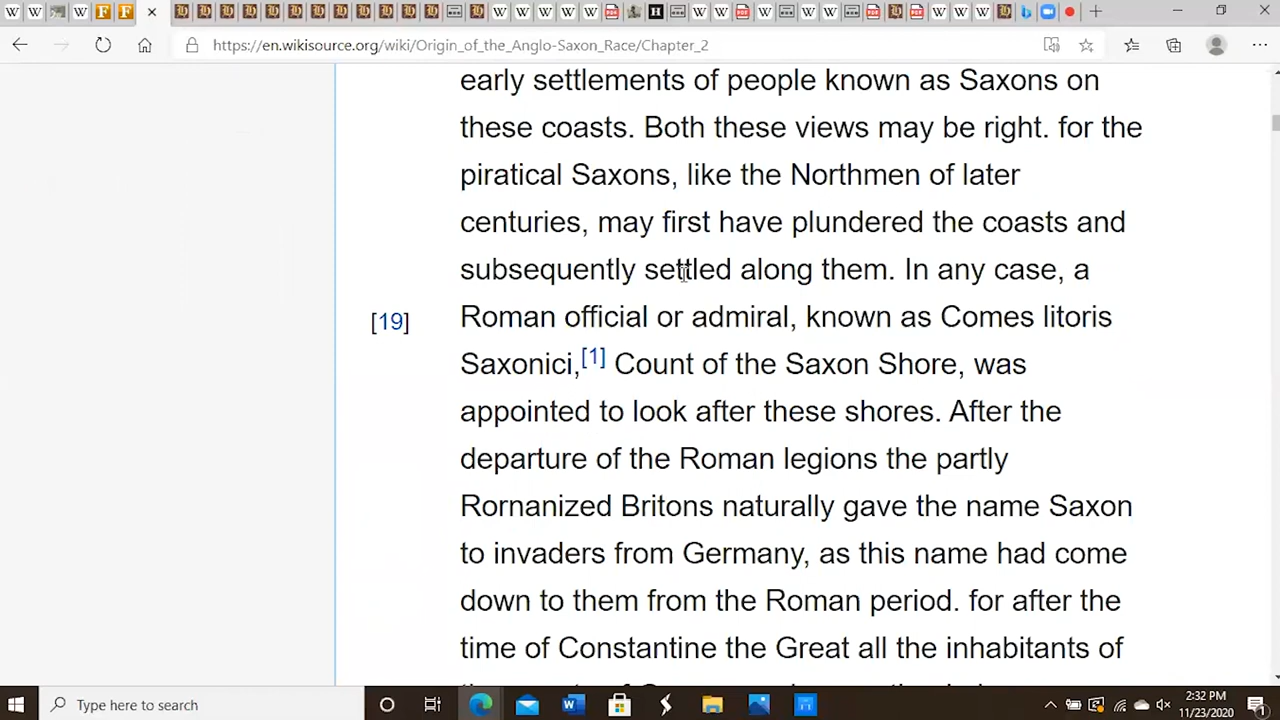 https://en.wikisource.org/wiki/Origin_of_the_Anglo-Saxon_Race/Chapter_2
early settlements of people known as Saxons on
these coasts. Both these views may be right. for the
piratical Saxons, like the Northmen of later
centuries, may first have plundered the coasts and
subsequently settled along them. In any case, a
[19] Roman official or admiral, known as Comes litoris
Saxonici,[1] Count of the Saxon Shore, was
appointed to look after these shores. After the
departure of the Roman legions the partly
Rornanized Britons naturally gave the name Saxon
to invaders from Germany, as this name had come
down to them from the Roman period. for after the
time of Constantine the Great all the inhabitants of
Type here to search
2:32 PM
11/23/2020